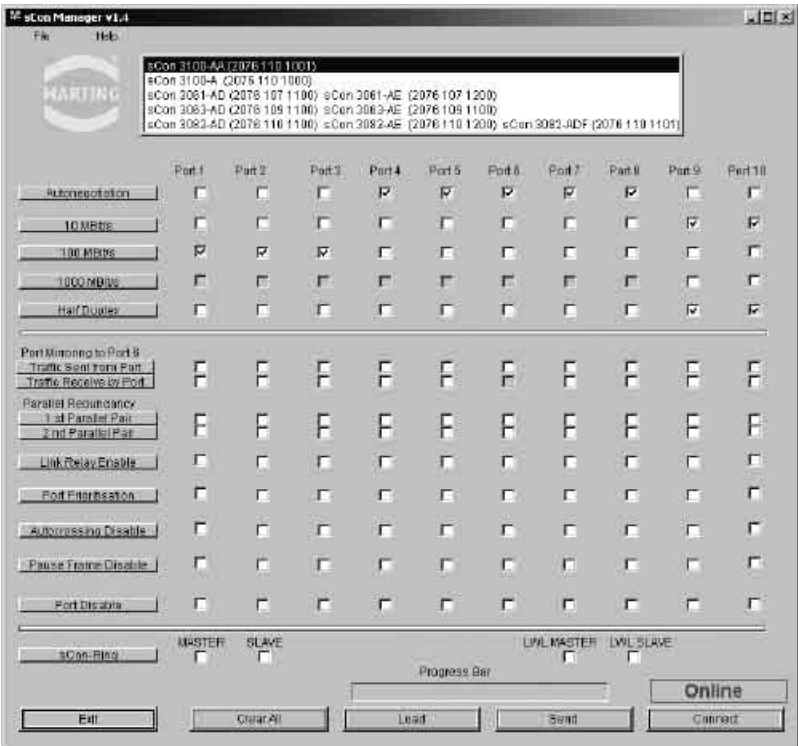 sCon Manager v1.4
File Help
HARTING
sCon 3100-AA (2076 110 1001)
sCon 3100-A (2076 110 1000)
sCon 3061-AD (2076 107 1100) sCon 3061-AE (2076 107 1200)
sCon 3063-AD (2076 109 1100) sCon 3063-AE (2076 109 1100)
sCon 3082-AD (2076 110 1100) sCon 3082-AE (2076 110 1200) sCon 3082-ADF (2076 110 1101)
Port 1 Port 2 Port 3 Port 4 Port 5 Port 6 Port 7 Port 8 Port 9 Port 10
Autonegotiation
10 MBit/s
100 MBit/s
1000 MBit/s
Half Duplex
Port Mirroring to Port 6
Traffic Sent from Port
Traffic Receive by Port
Parallel Redundancy
1 st Parallel Pair
2 nd Parallel Pair
Link Relay Enable
Port Prioritisation
Autocrossing Disable
Pause Frame Disable
Port Disable
MASTER SLAVE LWL MASTER LWL SLAVE
sCon-Ring
Progress Bar
Online
Exit Clear All Load Send Connect